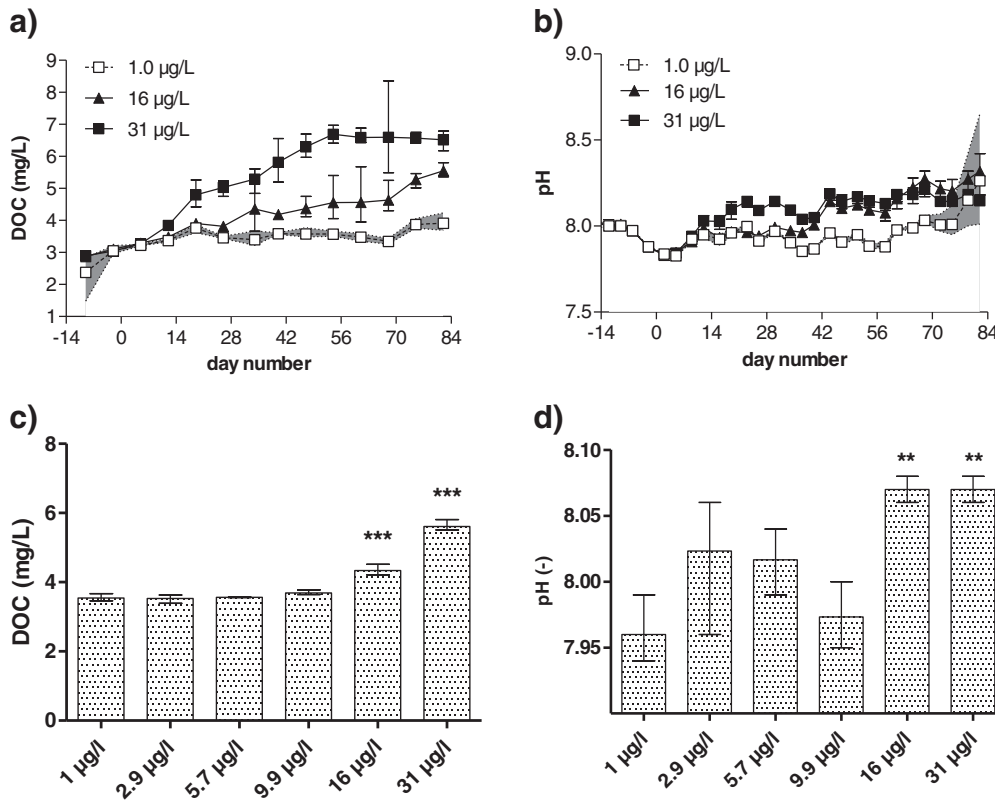 a)
9
8
7
6
5
4
3
2
1
DOC (mg/L)
1.0 µg/L
16 µg/L
31 µg/L
-14 0 14 28 42 56 70 84
day number
b)
9.0
8.5
8.0
7.5
pH
1.0 µg/L
16 µg/L
31 µg/L
-14 0 14 28 42 56 70 84
day number
c)
8
6
4
2
0
DOC (mg/L)
*** ***
1 µg/l 2.9 µg/l 5.7 µg/l 9.9 µg/l 16 µg/l 31 µg/l
d)
8.10
8.05
8.00
7.95
pH (-)
** **
1 µg/l 2.9 µg/l 5.7 µg/l 9.9 µg/l 16 µg/l 31 µg/l